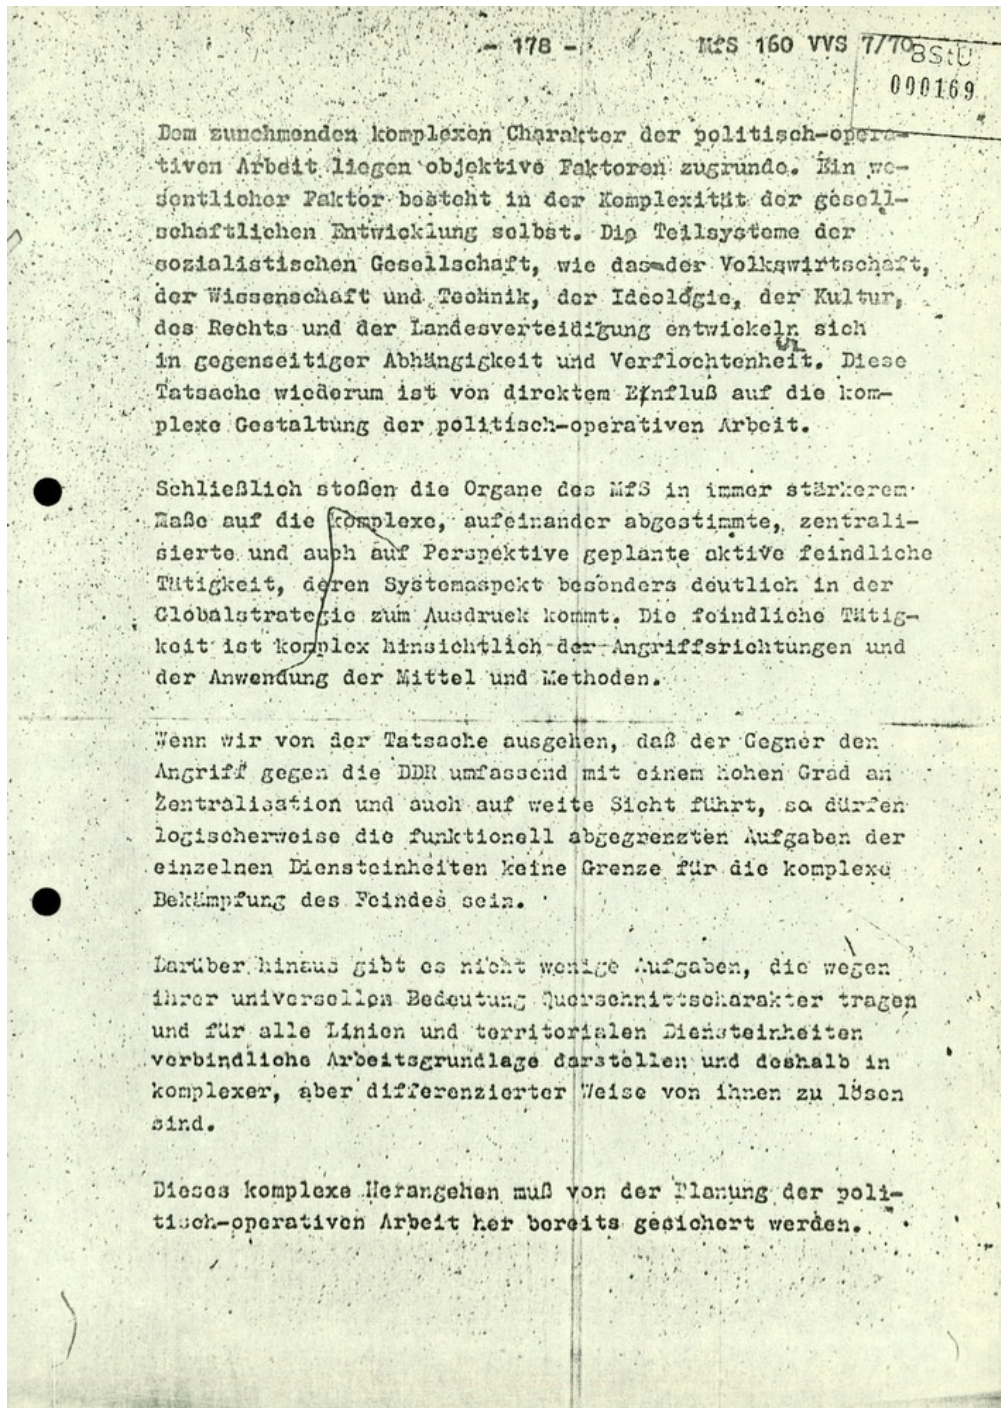 - 178 -
MfS 160 VVS 7/70
BStU
000169
Dem zunehmenden komplexen Charakter der politisch-opera-
tiven Arbeit liegen objektive Faktoren zugrunde. Ein we-
sentlicher Faktor besteht in der Komplexität der gesell-
schaftlichen Entwicklung selbst. Die Teilsysteme der
sozialistischen Gesellschaft, wie das der Volkswirtschaft,
der Wissenschaft und Technik, der Ideologie, der Kultur,
des Rechts und der Landesverteidigung entwickeln sich
in gegenseitiger Abhängigkeit und Verflochtenheit. Diese
Tatsache wiederum ist von direktem Einfluß auf die kom-
plexe Gestaltung der politisch-operativen Arbeit.
Schließlich stoßen die Organe des MfS in immer stärkerem
Maße auf die komplexe, aufeinander abgestimmte, zentrali-
sierte und auch auf Perspektive geplante aktive feindliche
Tätigkeit, deren Systemaspekt besonders deutlich in der
Globalstrategie zum Ausdruck kommt. Die feindliche Tätig-
keit ist komplex hinsichtlich der Angriffsrichtungen und
der Anwendung der Mittel und Methoden.
Wenn wir von der Tatsache ausgehen, daß der Gegner den
Angriff gegen die DDR umfassend mit einem hohen Grad an
Zentralisation und auch auf weite Sicht führt, so dürfen
logischerweise die funktionell abgegrenzten Aufgaben der
einzelnen Diensteinheiten keine Grenze für die komplexe
Bekämpfung des Feindes sein.
Darüber hinaus gibt es nicht wenige Aufgaben, die wegen
ihrer universellen Bedeutung Querschnittscharakter tragen
und für alle Linien und territorialen Diensteinheiten
verbindliche Arbeitsgrundlage darstellen und deshalb in
komplexer, aber differenzierter Weise von ihnen zu lösen
sind.
Dieses komplexe Herangehen muß von der Planung der poli-
tisch-operativen Arbeit her bereits gesichert werden.